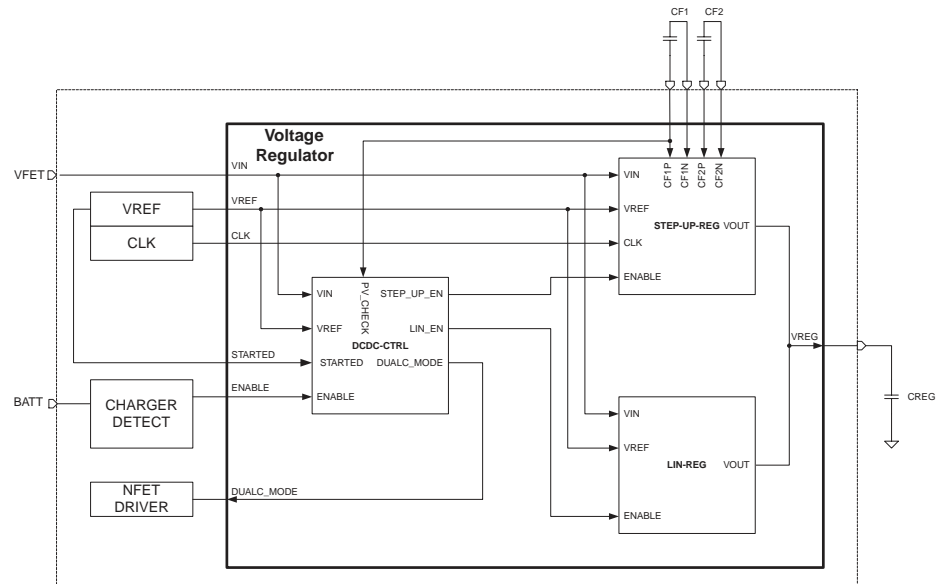 CF1
CF2
Voltage
Regulator
VIN
VFET
VREF
VREF
CLK
CLK
STARTED
ENABLE
BATT
CHARGER
DETECT
NFET
DRIVER
DUALC_MODE
PV_CHECK
VIN
STEP_UP_EN
VREF
LIN_EN
DCDC-CTRL
STARTED
DUALC_MODE
ENABLE
CF1P
CF1N
CF2P
CF2N
VIN
VREF
STEP-UP-REG
VOUT
CLK
ENABLE
VREG
CREG
VIN
VREF
LIN-REG
VOUT
ENABLE